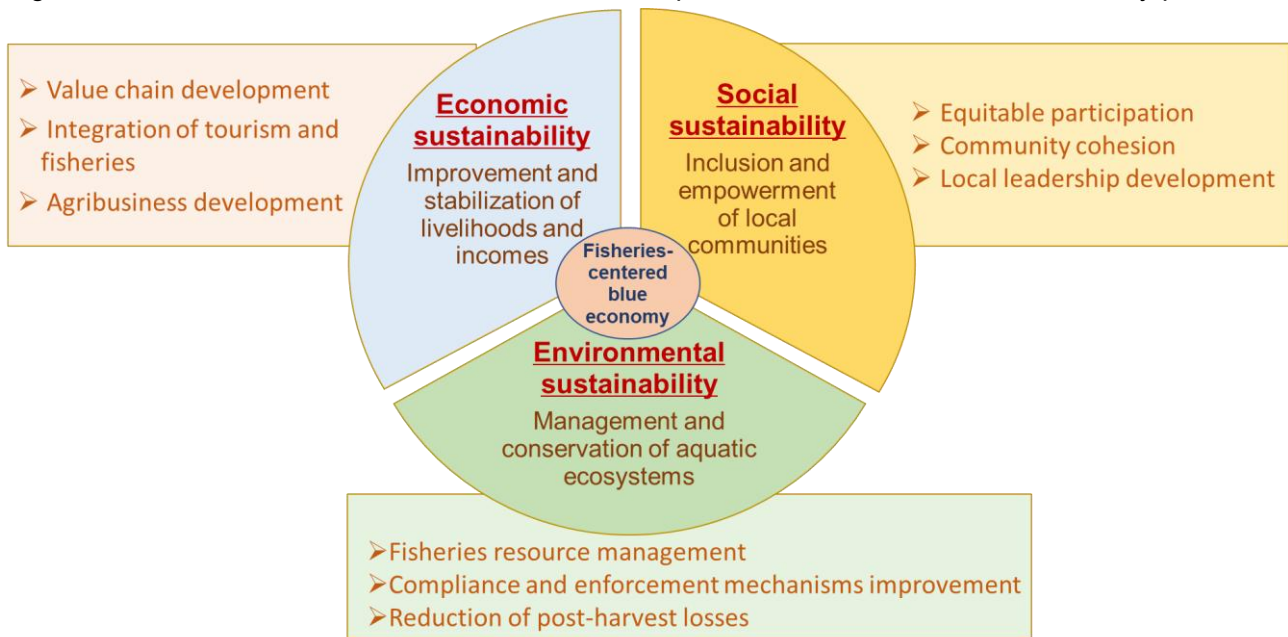 ➢ Value chain development
➢ Integration of tourism and
fisheries
➢ Agribusiness development
Economic
sustainability
Improvement and
stabilization of
livelihoods and
incomes
Social
sustainability
Inclusion and
empowerment
of local
communities
➢ Equitable participation
➢ Community cohesion
➢ Local leadership development
Fisheries-
centered
blue
economy
Environmental
sustainability
Management and
conservation of aquatic
ecosystems
➢Fisheries resource management
➢Compliance and enforcement mechanisms improvement
➢Reduction of post-harvest losses